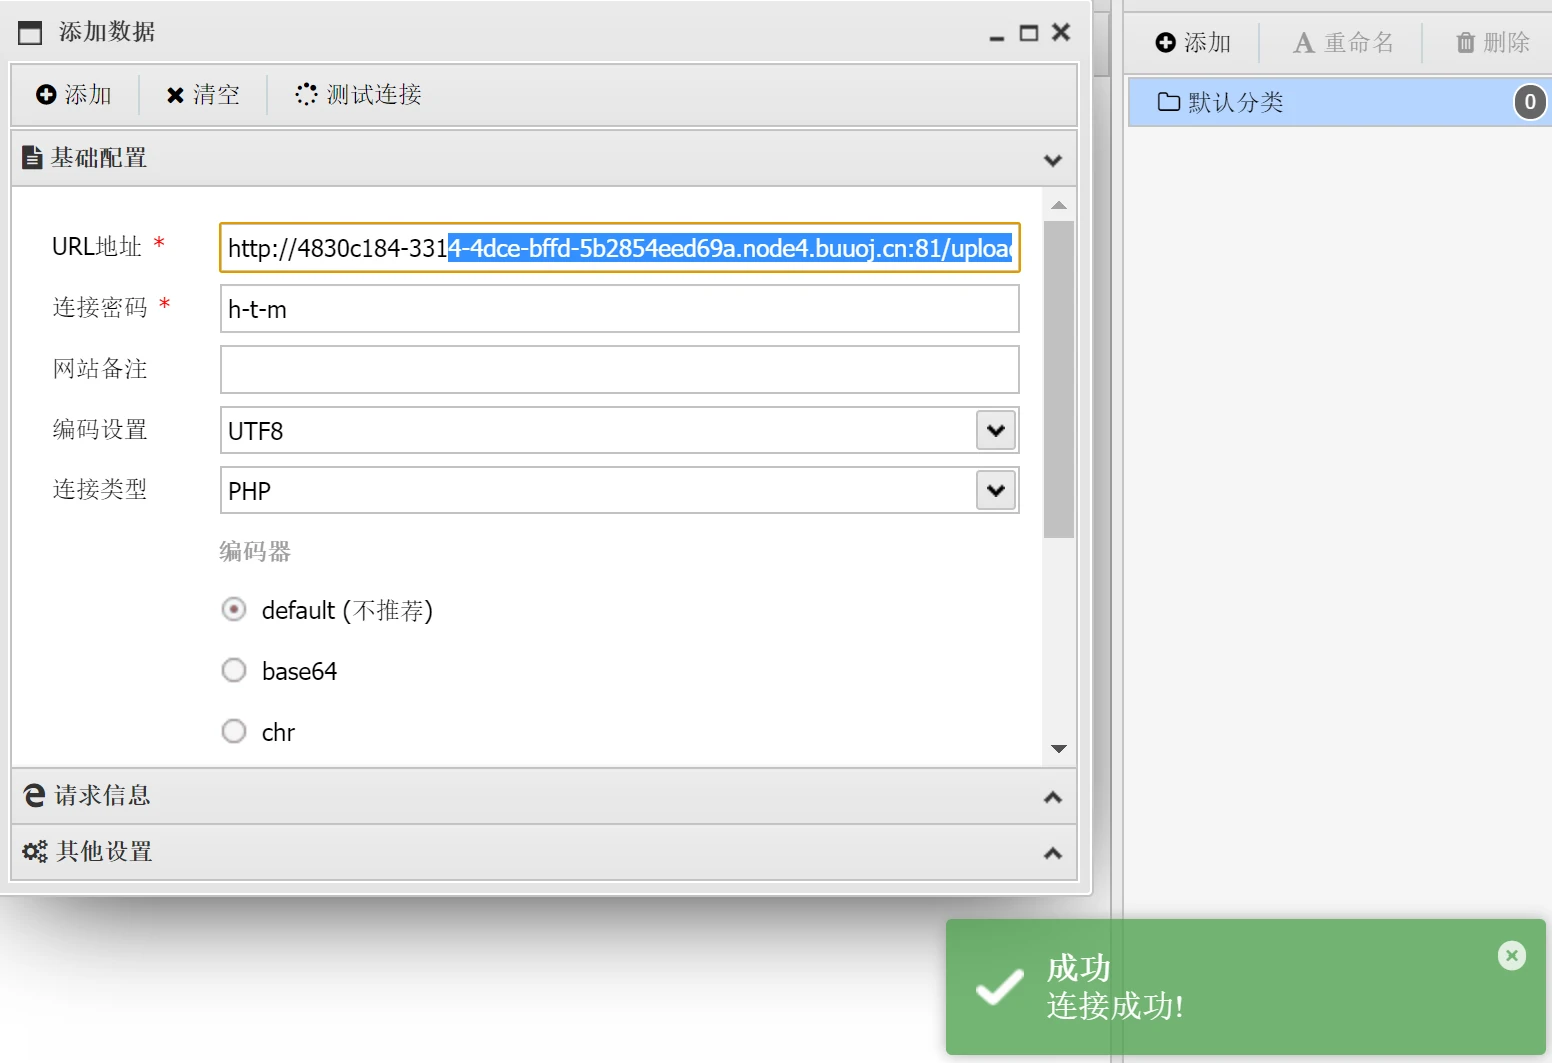 添加数据
添加
清空
测试连接
基础配置
URL地址 *
http://4830c184-3314-4dce-bffd-5b2854eed69a.node4.buuoj.cn:81/uploa
连接密码 *
h-t-m
网站备注
编码设置
UTF8
连接类型
PHP
编码器
default (不推荐)
base64
chr
请求信息
其他设置
添加
重命名
删除
默认分类
0
成功
连接成功!